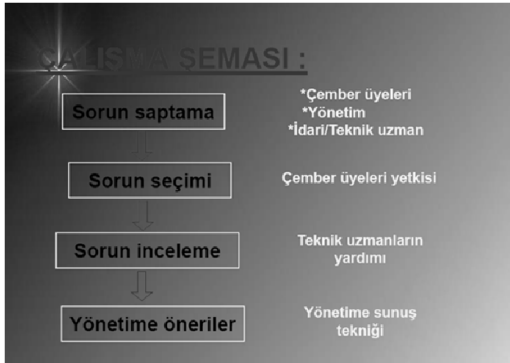 ÇALIŞMA ŞEMASI :
Sorun saptama
*Çember üyeleri
*Yönetim
*İdari/Teknik uzman
Sorun seçimi
Çember üyeleri yetkisi
Sorun inceleme
Teknik uzmanların
yardımı
Yönetime öneriler
Yönetime sunuş
tekniği